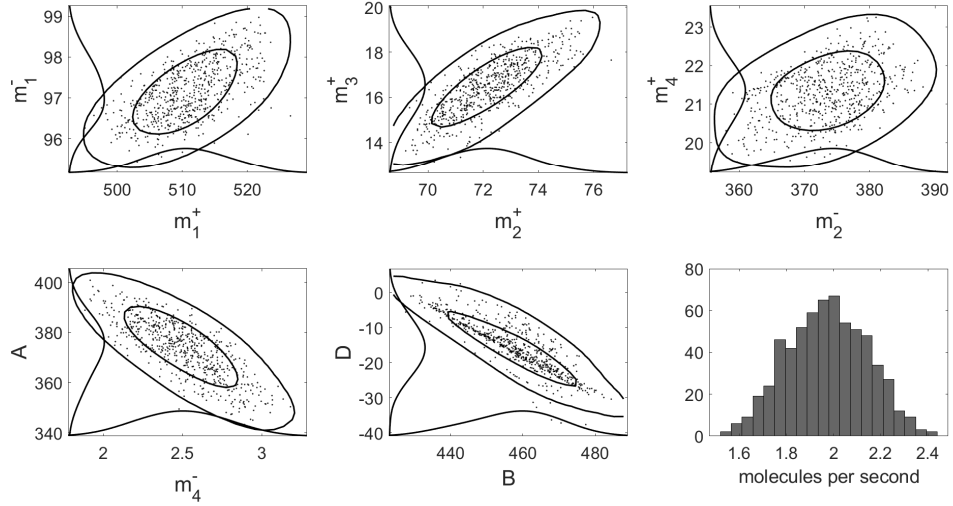 99
98
97
96
m₁⁻
500 510 520
m₁⁺
20
18
16
14
m₃⁺
70 72 74 76
m₂⁺
23
22
21
20
m₄⁺
360 370 380 390
m₂⁻
400
380
360
340
A
2 2.5 3
m₄⁻
0
-10
-20
-30
-40
D
440 460 480
B
80
60
40
20
0
1.6 1.8 2 2.2 2.4
molecules per second